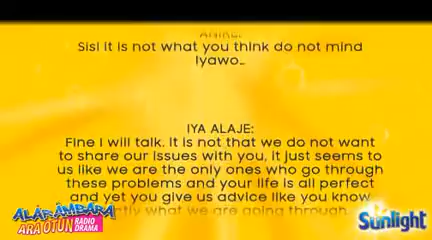 ANIKE:
Sisi it is not what you think do not mind
Iyawo...
IYA ALAJE:
Fine I will talk. It is not that we do not want
to share our issues with you, it just seems to
us like we are the only ones who go through
these problems and your life is all perfect
and yet you give us advice like you know
what we are going through.
ALÁRÀMBARÀ
ARA OTUN RADIO
DRAMA
Sunlight